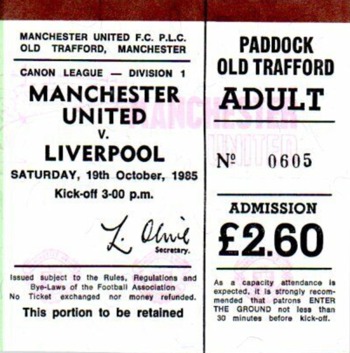 MANCHESTER UNITED F.C. P.L.C.
OLD TRAFFORD, MANCHESTER
CANON LEAGUE — DIVISION 1
MANCHESTER
UNITED
V.
LIVERPOOL
SATURDAY, 19th October, 1985
Kick-off 3-00 p.m.
L. Olive
Secretary.
Issued subject to the Rules, Regulations and
Bye-Laws of the Football Association
No Ticket exchanged nor money refunded.
This portion to be retained
PADDOCK
OLD TRAFFORD
ADULT
MANCHESTER
UNITED
Nº 0605
ADMISSION
£2.60
As a capacity attendance is
expected, it is strongly recom-
mended that patrons ENTER
THE GROUND not less than
30 minutes before kick-off.